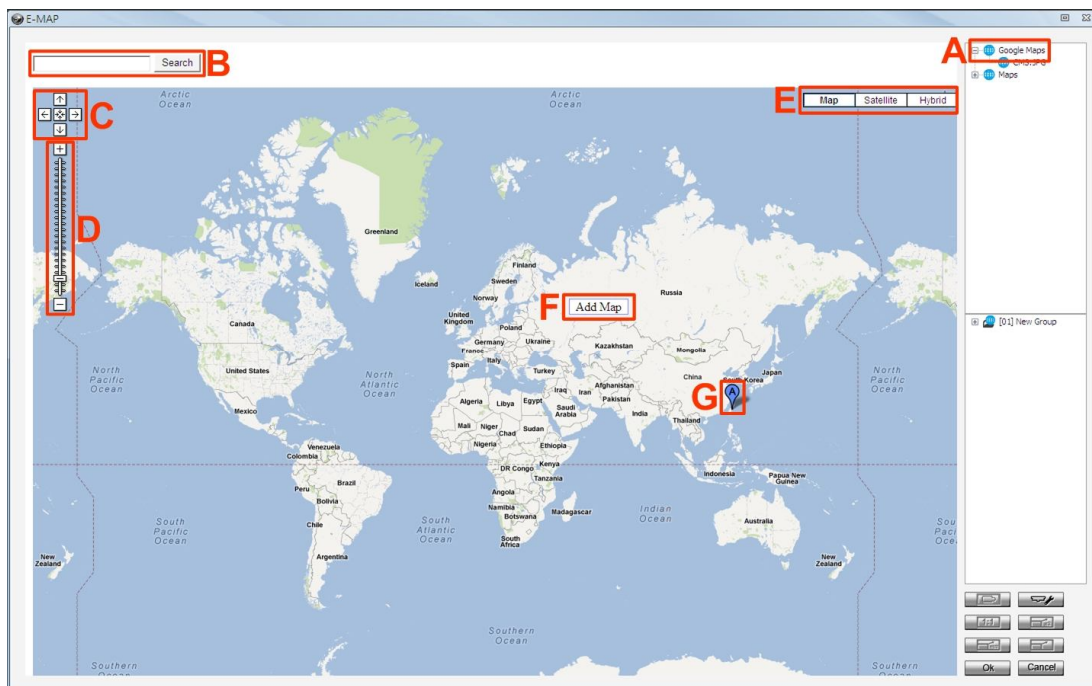 E-MAP
B
Search
A
Google Maps
CMS.JPG
Maps
C
E
Map Satellite Hybrid
D
Arctic
Ocean
Arctic
Ocean
Greenland
Iceland
Finland
Sweden
Norway
Russia
F
Add Map
United
Kingdom
Poland
Germany
Ukraine
France
Kazakhstan
Mongolia
Italy
Spain
Turkey
Canada
United States
North
Pacific
Ocean
North
Atlantic
Ocean
North
Pacific
Ocean
China
South Korea
Japan
G
A
Iraq
Iran
Afghanistan
Pakistan
Algeria
Libya
Egypt
Saudi
Arabia
India
Thailand
Mexico
Mali
Niger
Chad
Sudan
Nigeria
Ethiopia
Venezuela
Colombia
DR Congo
Kenya
Tanzania
Indonesia
Papua New
Guinea
Peru
Brazil
Bolivia
Angola
Namibia
Botswana
Madagascar
Indian
Ocean
South
Pacific
Ocean
Chile
South
Atlantic
Ocean
South
Africa
Australia
Sou
Pac
Oce
New
Zealand
Argentina
New
Zealand
Southern
Ocean
Southern
Ocean
Southern
Ocean
[01] New Group
Ok Cancel